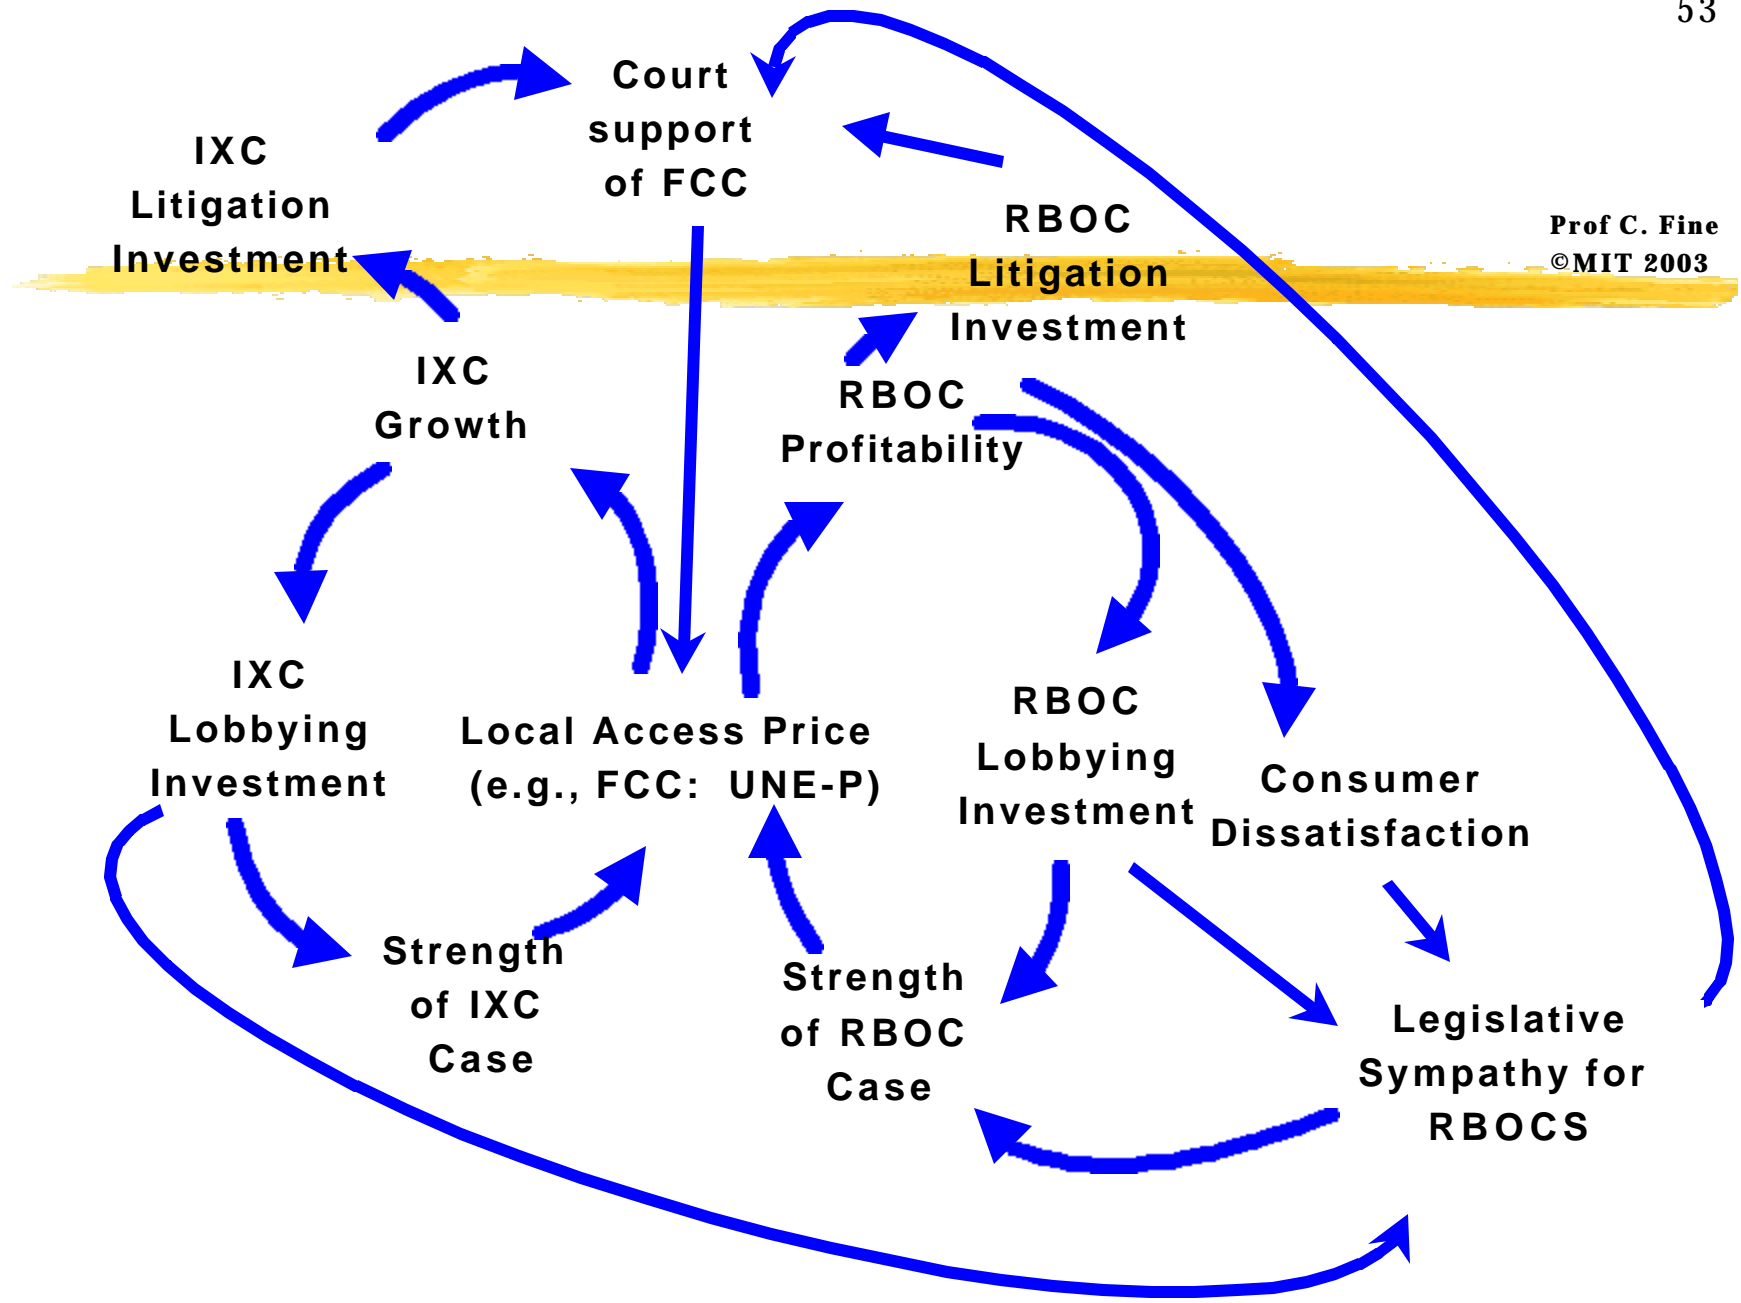 53
Court
support
of FCC
IXC
Litigation
Investment
RBOC
Litigation
Investment
Prof C. Fine
©MIT 2003
IXC
Growth
RBOC
Profitability
IXC
Lobbying
Investment
Local Access Price
(e.g., FCC: UNE-P)
RBOC
Lobbying
Investment
Consumer
Dissatisfaction
Strength
of IXC
Case
Strength
of RBOC
Case
Legislative
Sympathy for
RBOCS